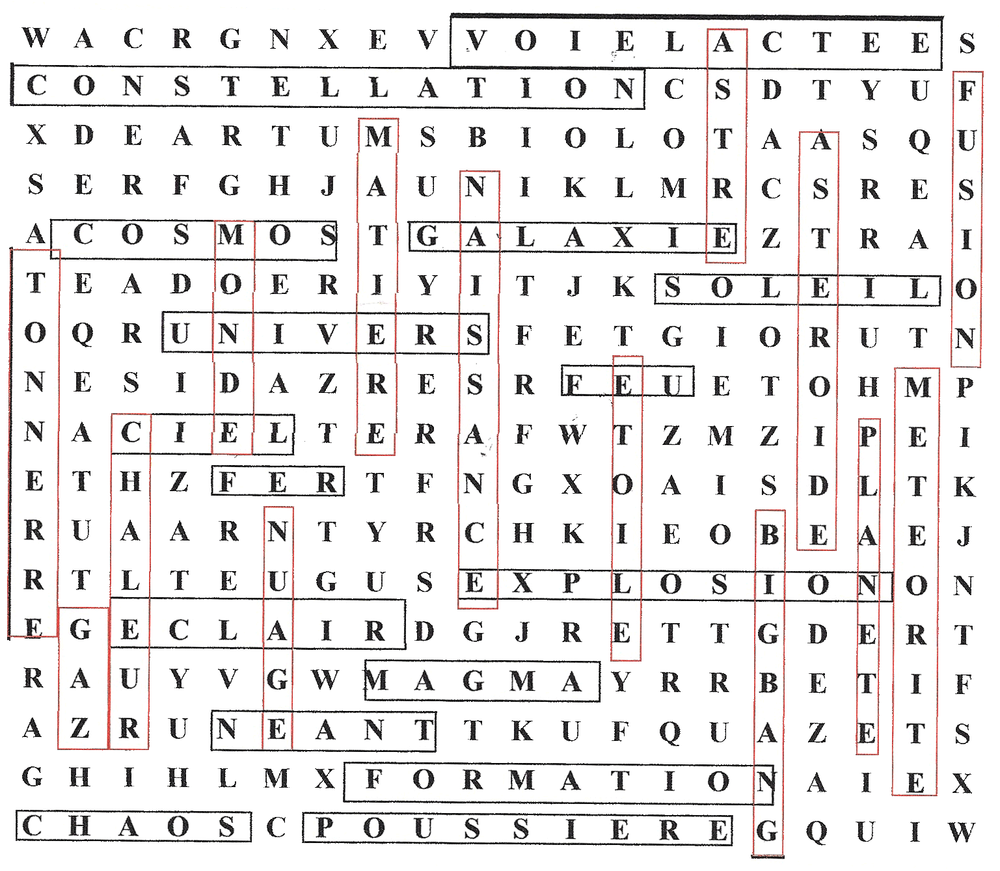 W A C R G N X E V V O I E L A C T E E S
C O N S T E L L A T I O N C S D T Y U F
X D E A R T U M S B I O L O T A A S Q U
S E R F G H J A U N I K L M R C S R E S
A C O S M O S T G A L A X I E Z T R A I
T E A D O E R I Y I T J K S O L E I L O
O Q R U N I V E R S F E T G I O R U T N
N E S I D A Z R E S R F E U E T O H M P
N A C I E L T E R A F W T Z M Z I P E I
E T H Z F E R T F N G X O A I S D L T K
R U A A R N T Y R C H K I E O B E A E J
R T L T E U G U S E X P L O S I O N O N
E G E C L A I R D G J R E T T G D E R T
R A U Y V G W M A G M A Y R R B E T I F
A Z R U N E A N T T K U F Q U A Z E T S
G H I H L M X F O R M A T I O N A I E X
C H A O S C P O U S S I E R E G Q U I W